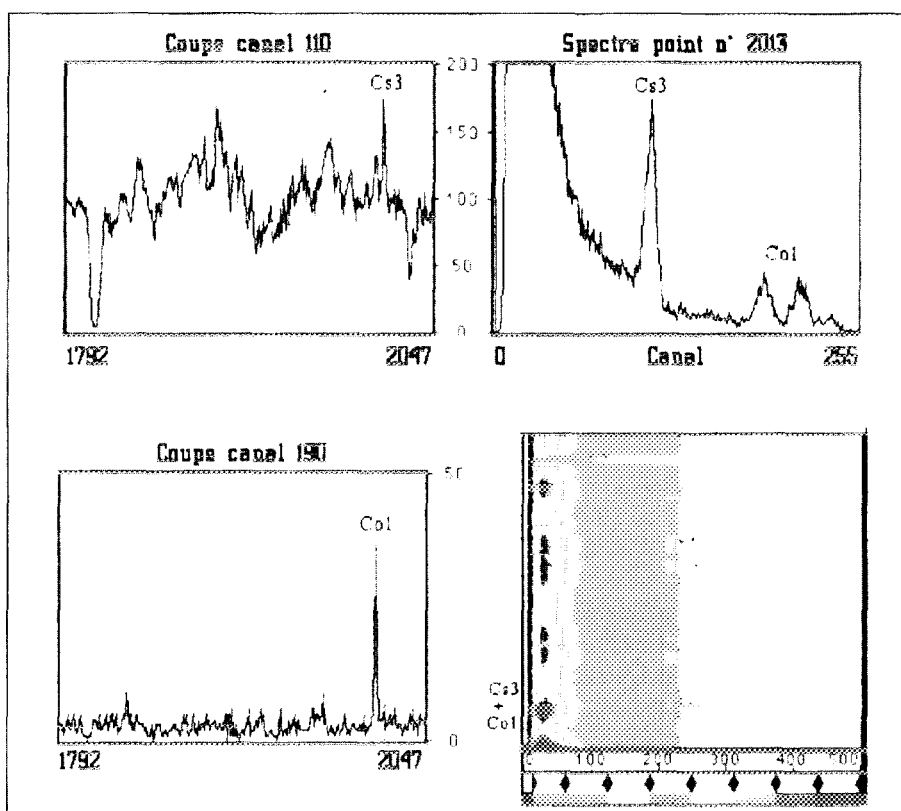 Coupe canal 110
Cs3
1792
2047
200
150
100
50
0
Spectre point n° 2013
Cs3
Co1
0
Canal
255
Coupe canal 190
50
Co1
0
1792
2047
Cs3
+
Co1
0 100 200 300 400 500